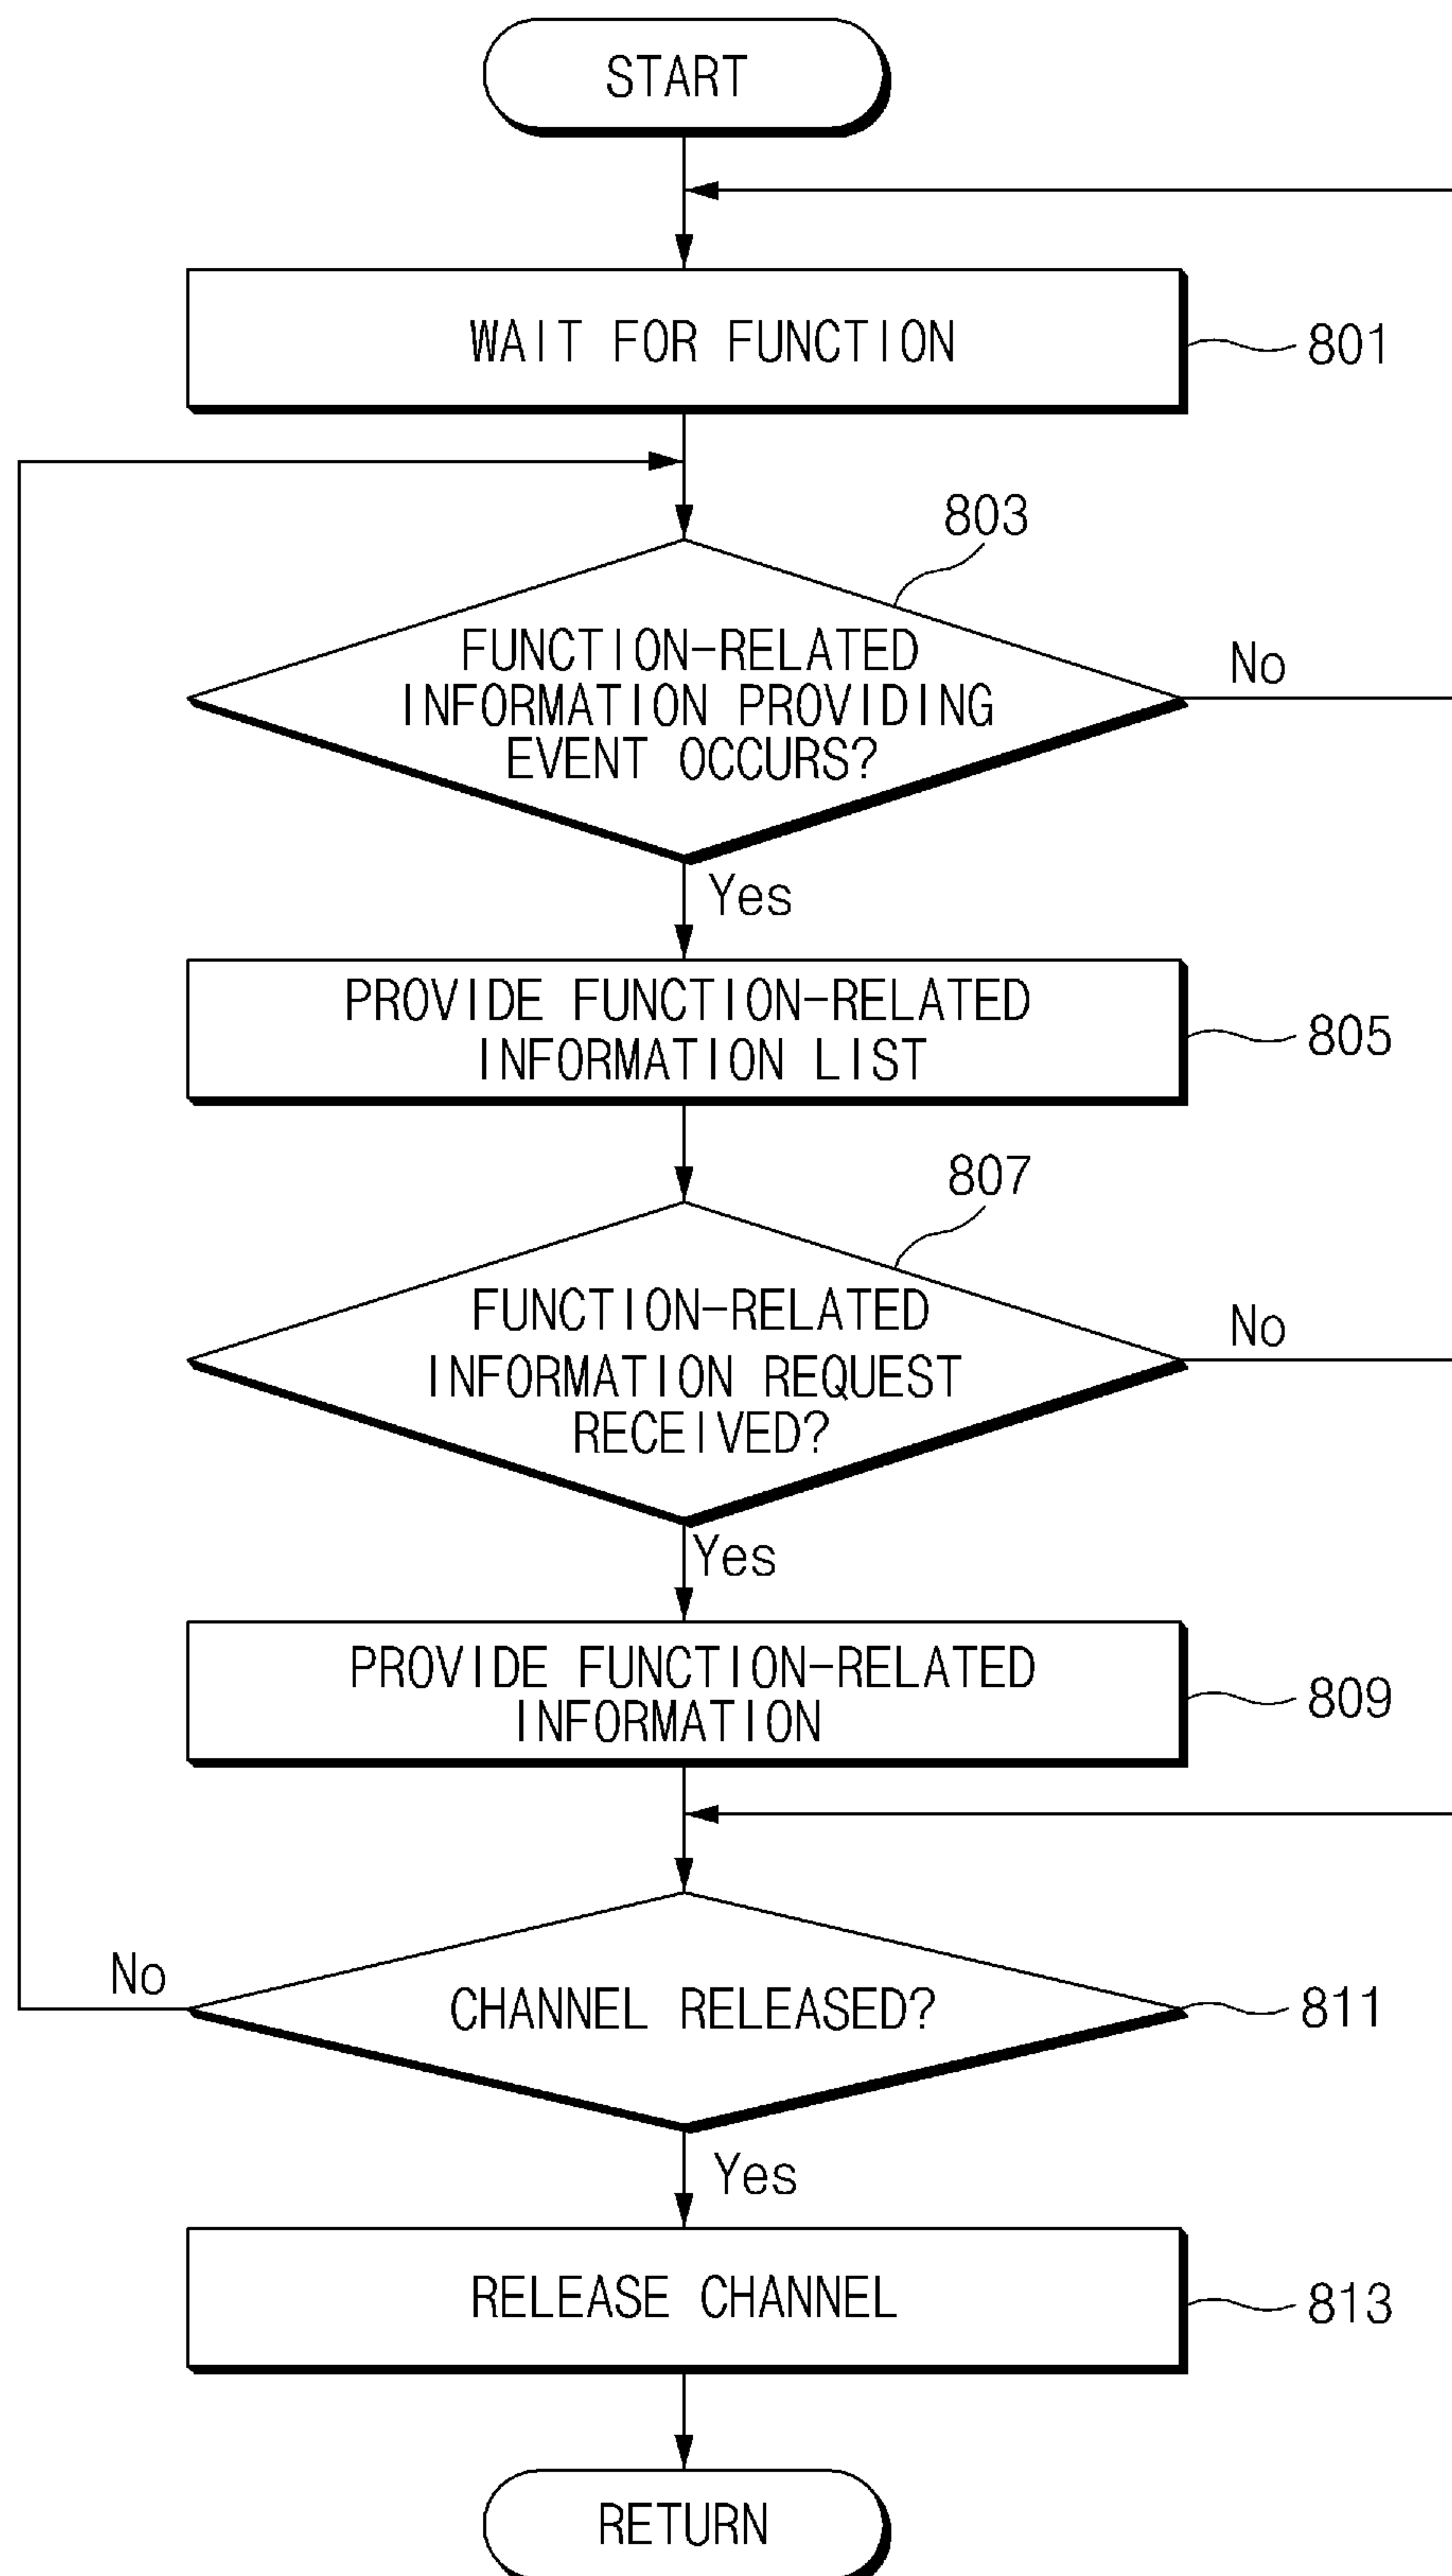 START
WAIT FOR FUNCTION
801
803
FUNCTION-RELATED
INFORMATION PROVIDING
EVENT OCCURS?
No
Yes
PROVIDE FUNCTION-RELATED
INFORMATION LIST
805
807
FUNCTION-RELATED
INFORMATION REQUEST
RECEIVED?
No
Yes
PROVIDE FUNCTION-RELATED
INFORMATION
809
No
CHANNEL RELEASED?
811
Yes
RELEASE CHANNEL
813
RETURN